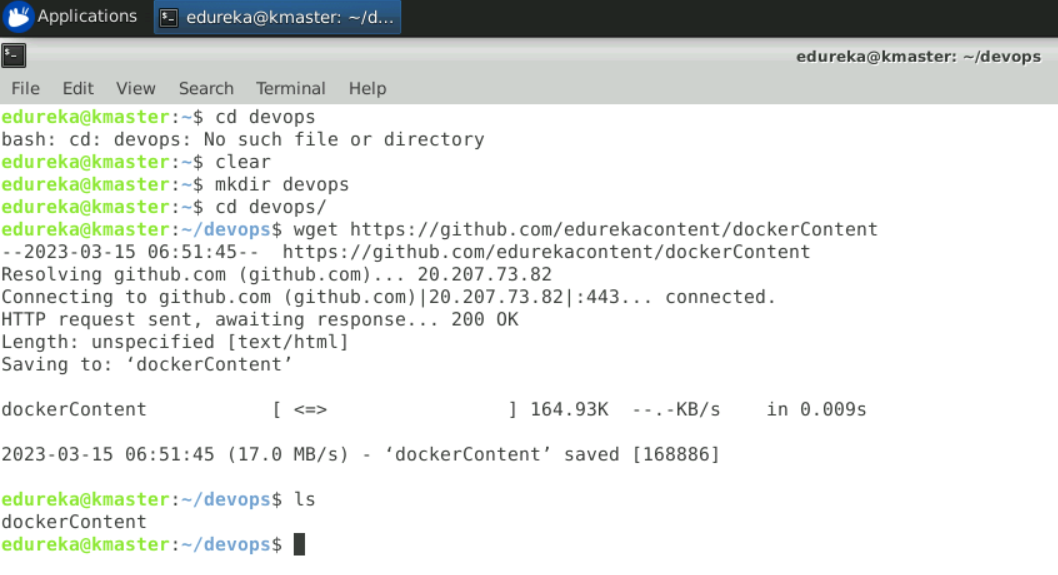 Applications edureka@kmaster: ~/d...
edureka@kmaster: ~/devops
File Edit View Search Terminal Help
edureka@kmaster:~$ cd devops
bash: cd: devops: No such file or directory
edureka@kmaster:~$ clear
edureka@kmaster:~$ mkdir devops
edureka@kmaster:~$ cd devops/
edureka@kmaster:~/devops$ wget https://github.com/edurekacontent/dockerContent
--2023-03-15 06:51:45--  https://github.com/edurekacontent/dockerContent
Resolving github.com (github.com)... 20.207.73.82
Connecting to github.com (github.com)|20.207.73.82|:443... connected.
HTTP request sent, awaiting response... 200 OK
Length: unspecified [text/html]
Saving to: ‘dockerContent’
dockerContent           [ <=>                ] 164.93K  --.-KB/s    in 0.009s
2023-03-15 06:51:45 (17.0 MB/s) - ‘dockerContent’ saved [168886]
edureka@kmaster:~/devops$ ls
dockerContent
edureka@kmaster:~/devops$